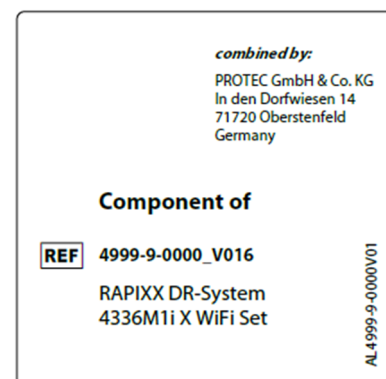 combined by:
PROTEC GmbH & Co. KG
In den Dorfwiesen 14
71720 Oberstenfeld
Germany
Component of
REF 4999-9-0000_V016
RAPIXX DR-System
4336M1i X WiFi Set
AL4999-9-0000V01